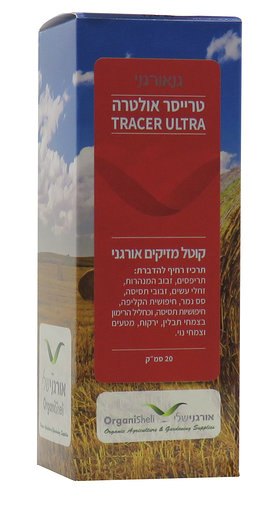 גנאורגני
טרייסר אולטרה
TRACER ULTRA
קוטל מזיקים אורגני
תרכיז רחיף להדברת:
תריפסים, זבוב המנהרות,
זחלי עשים, זבובי תסיסה,
סס נמר, חיפושית הקליפה,
חיפושיות תסיסה, וכחליל הרימון
בצמחי תבלין, ירקות, מטעים
וצמחי נוי.
20 סמ״ק
OrganiShell אורגנישלי
Organic Agriculture & Gardening Supplies
אורגנישלי
OrganiShell